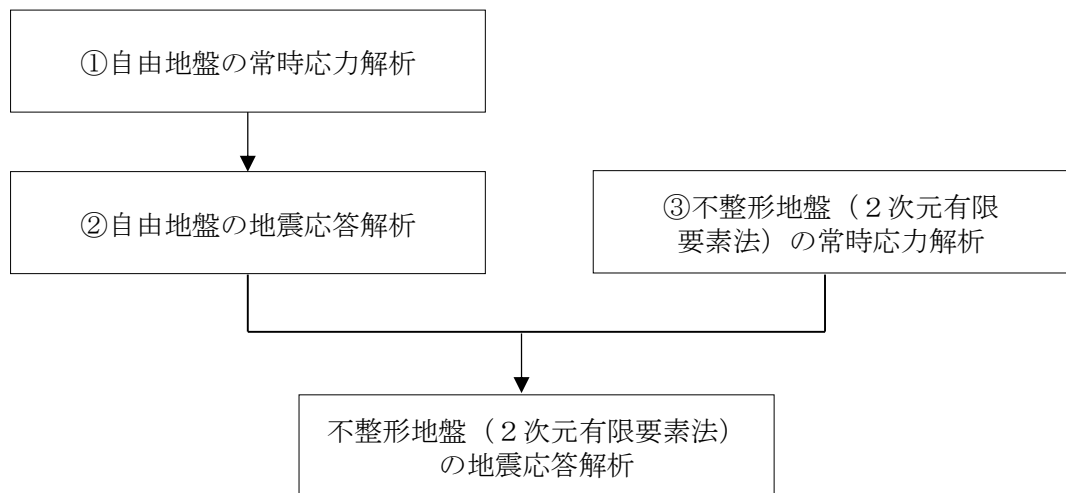 ①自由地盤の常時応力解析
②自由地盤の地震応答解析
③不整形地盤（２次元有限
要素法）の常時応力解析
不整形地盤（２次元有限要素法）
の地震応答解析